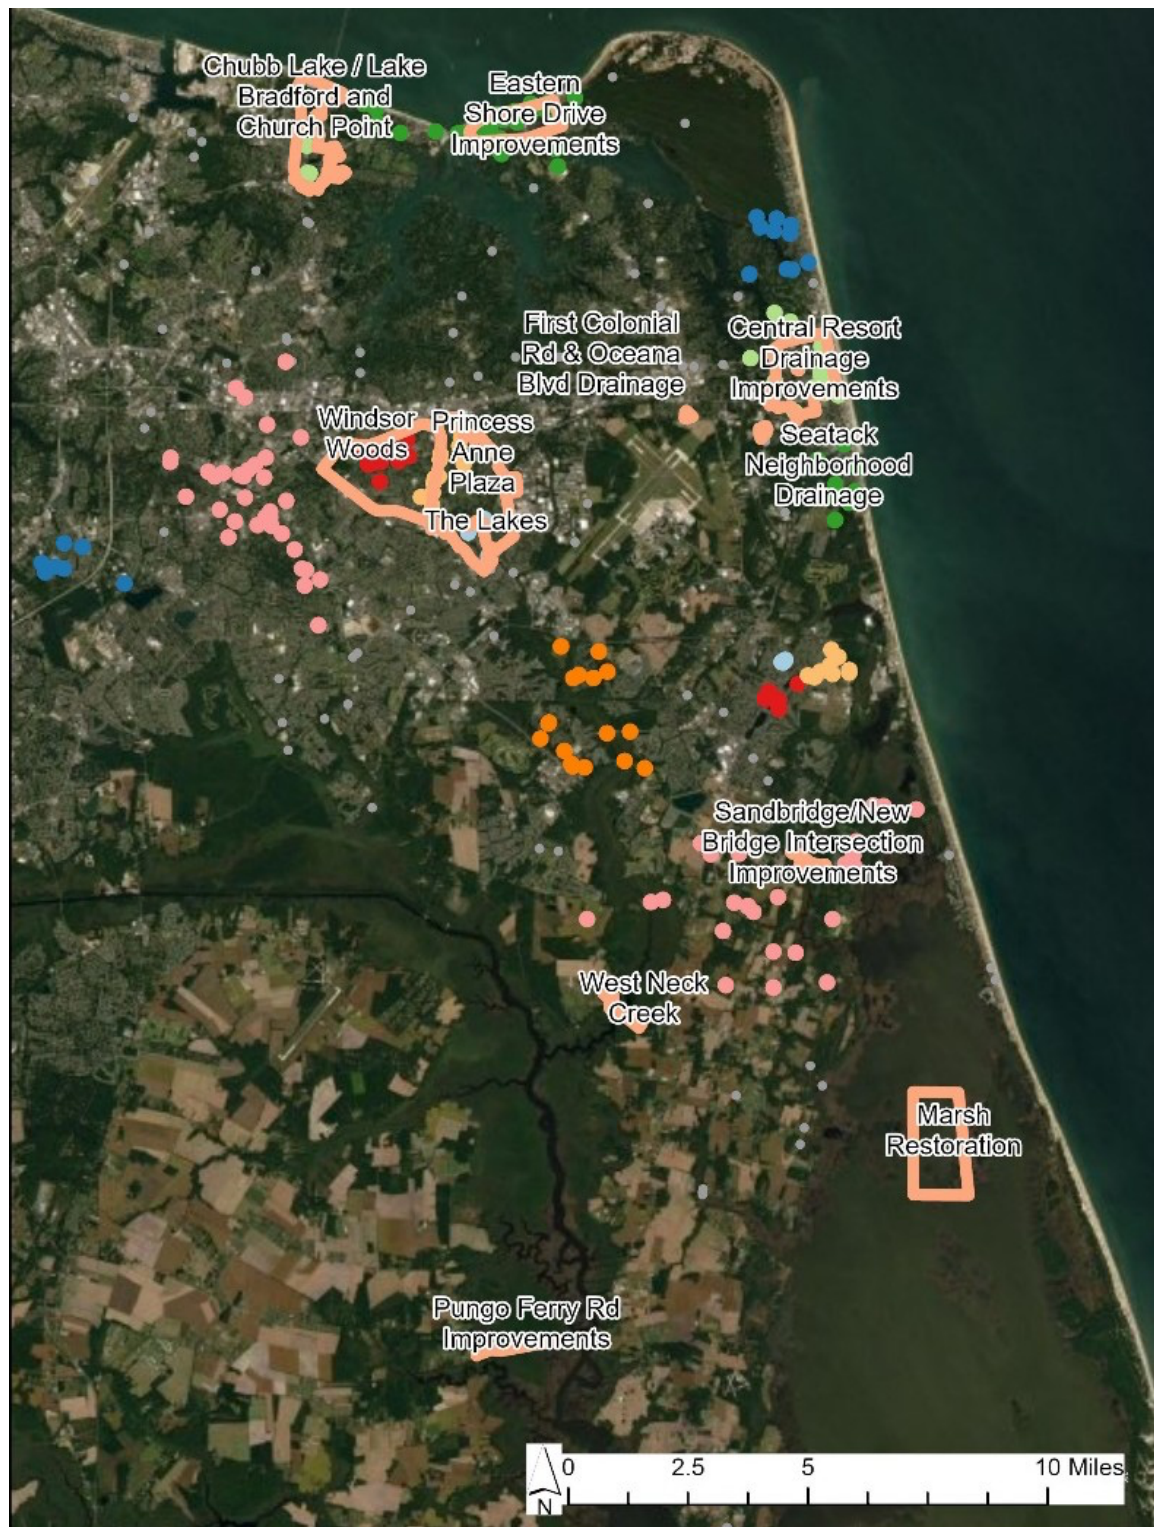 Chubb Lake / Lake
Bradford and
Church Point
Eastern
Shore Drive
Improvements
First Colonial
Rd & Oceana
Blvd Drainage
Central Resort
Drainage
Improvements
Windsor
Woods
Princess
Anne
Plaza
The Lakes
Seatack
Neighborhood
Drainage
Sandbridge/New
Bridge Intersection
Improvements
West Neck
Creek
Marsh
Restoration
Pungo Ferry Rd
Improvements
0 2.5 5 10 Miles
N